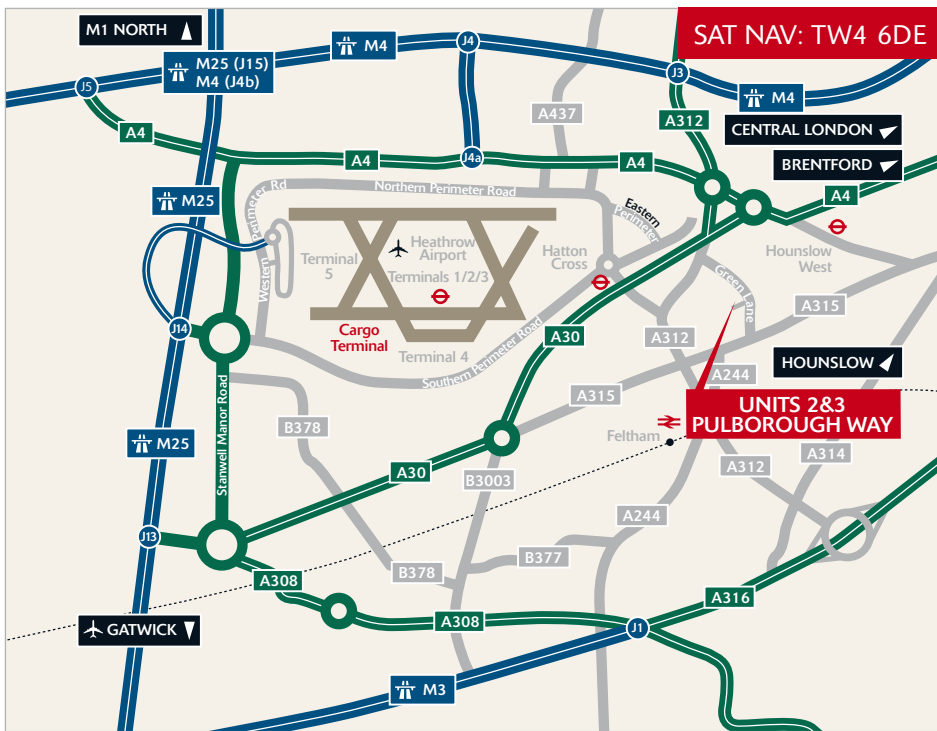 M1 NORTH
SAT NAV: TW4 6DE
J4
M4
M25 (J15)
M4 (J4b)
J3
J5
M4
A437
A312
CENTRAL LONDON
A4
A4
J4a
A4
BRENTFORD
Northern Perimeter Road
A4
M25
Western Perimeter Rd
Eastern
Perimeter
Heathrow
Airport
Hatton
Cross
Hounslow
West
Terminal
5
Terminals 1/2/3
Green Lane
A315
J14
Cargo
Terminal
A30
A312
Terminal 4
Southern Perimeter Road
HOUNSLOW
A244
A315
Stanwell Manor Road
UNITS 2&3
PULBOROUGH WAY
B378
Feltham
M25
A314
A30
A312
B3003
A244
J13
B377
B378
A308
A316
A308
GATWICK
J1
M3